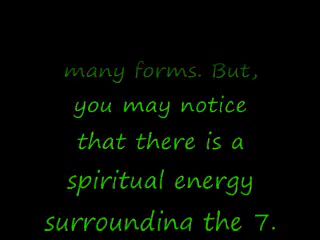 many forms. But,
you may notice
that there is a
spiritual energy
surrounding the 7.